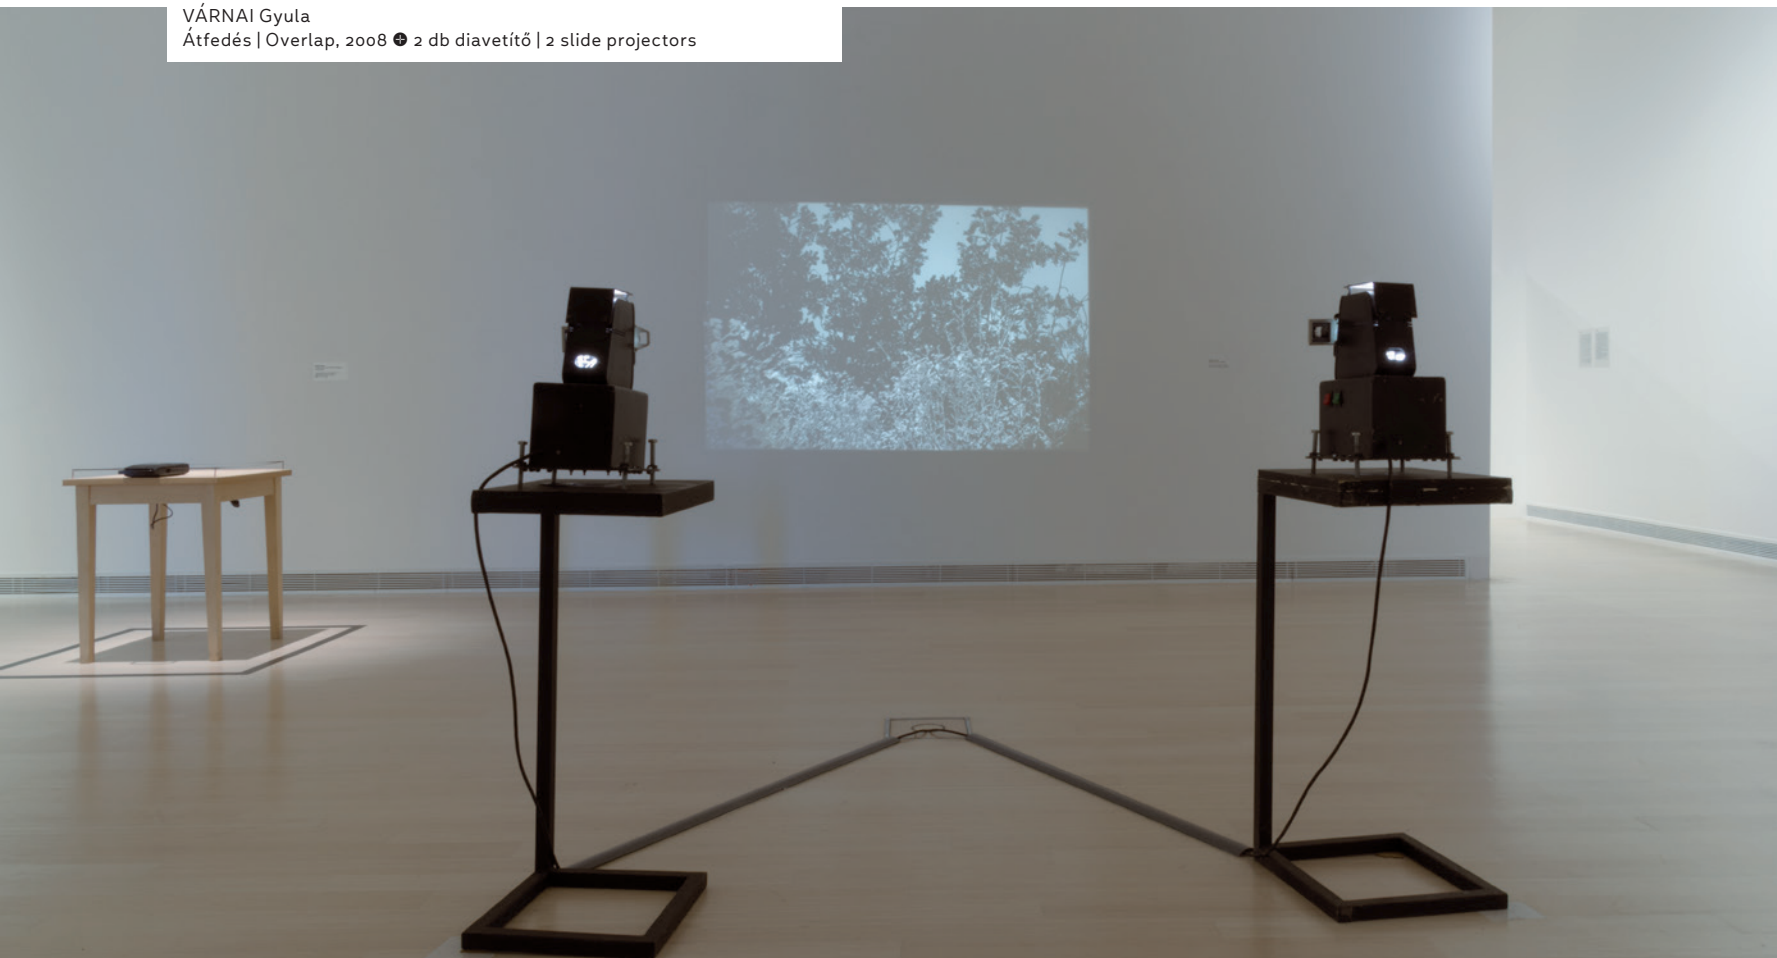 VÁRNAI Gyula
Átfedés | Overlap, 2008 ⊕ 2 db diavetítő | 2 slide projectors